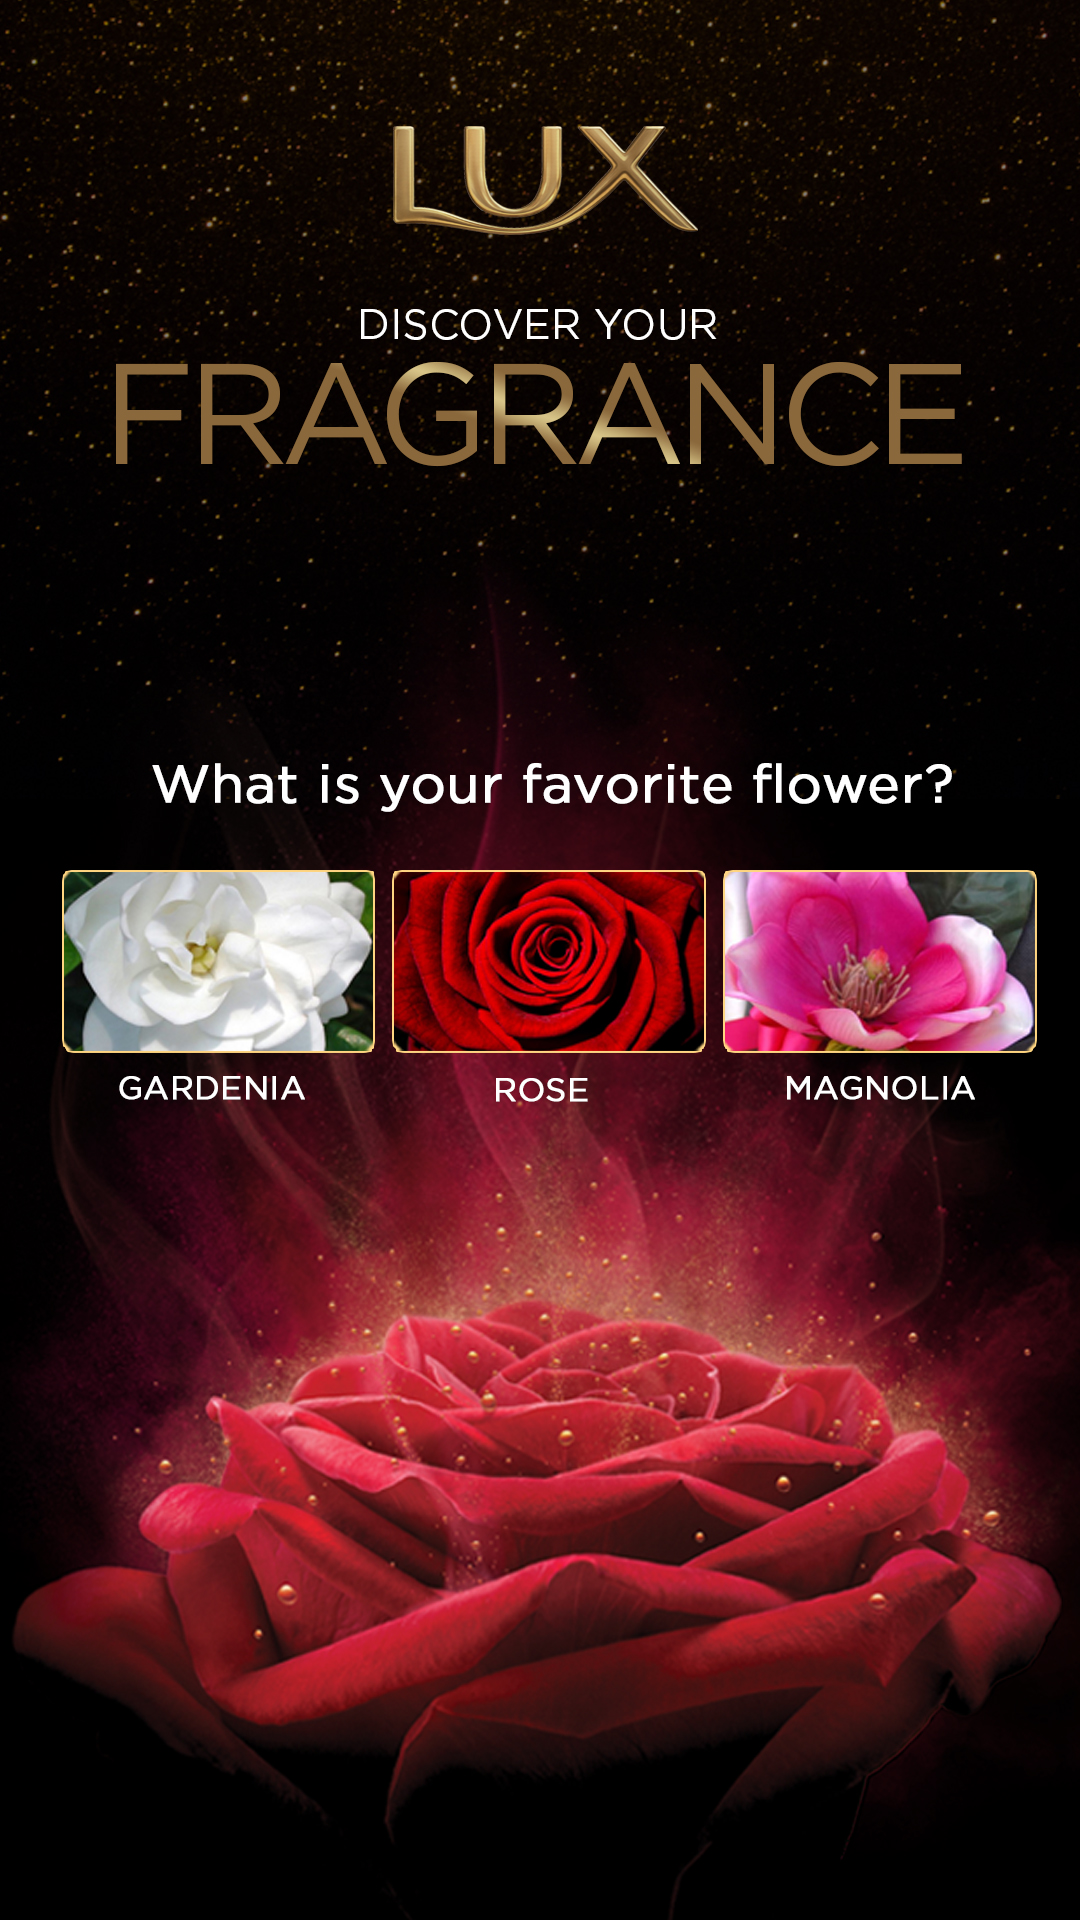 LUX
DISCOVER YOUR
FRAGRANCE
What is your favorite flower?
GARDENIA
ROSE
MAGNOLIA